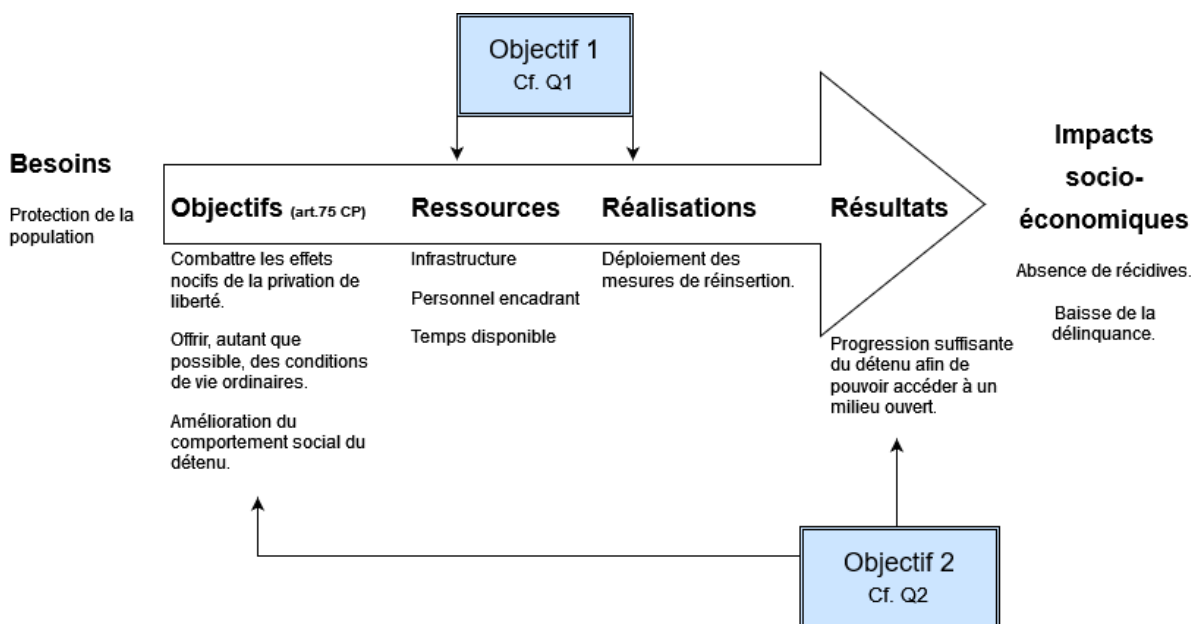 Objectif 1
Cf. Q1
Besoins
Protection de la
population
Objectifs (art.75 CP)
Combattre les effets
nocifs de la privation de
liberté.
Offrir, autant que
possible, des conditions
de vie ordinaires.
Amélioration du
comportement social du
détenu.
Ressources
Infrastructure
Personnel encadrant
Temps disponible
Réalisations
Déploiement des
mesures de réinsertion.
Résultats
Progression suffisante
du détenu afin de
pouvoir accéder à un
milieu ouvert.
Impacts
socio-
économiques
Absence de récidives.
Baisse de la
délinquance.
Objectif 2
Cf. Q2